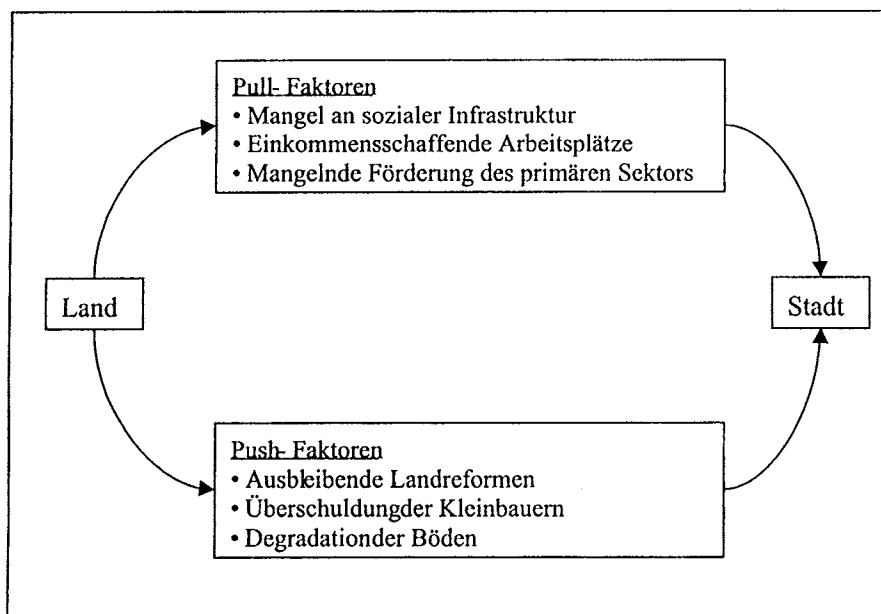 Pull- Faktoren
• Mangel an sozialer Infrastruktur
• Einkommensschaffende Arbeitsplätze
• Mangelnde Förderung des primären Sektors
Land
Stadt
Push- Faktoren
• Ausbleibende Landreformen
• Überschuldungder Kleinbauern
• Degradationder Böden